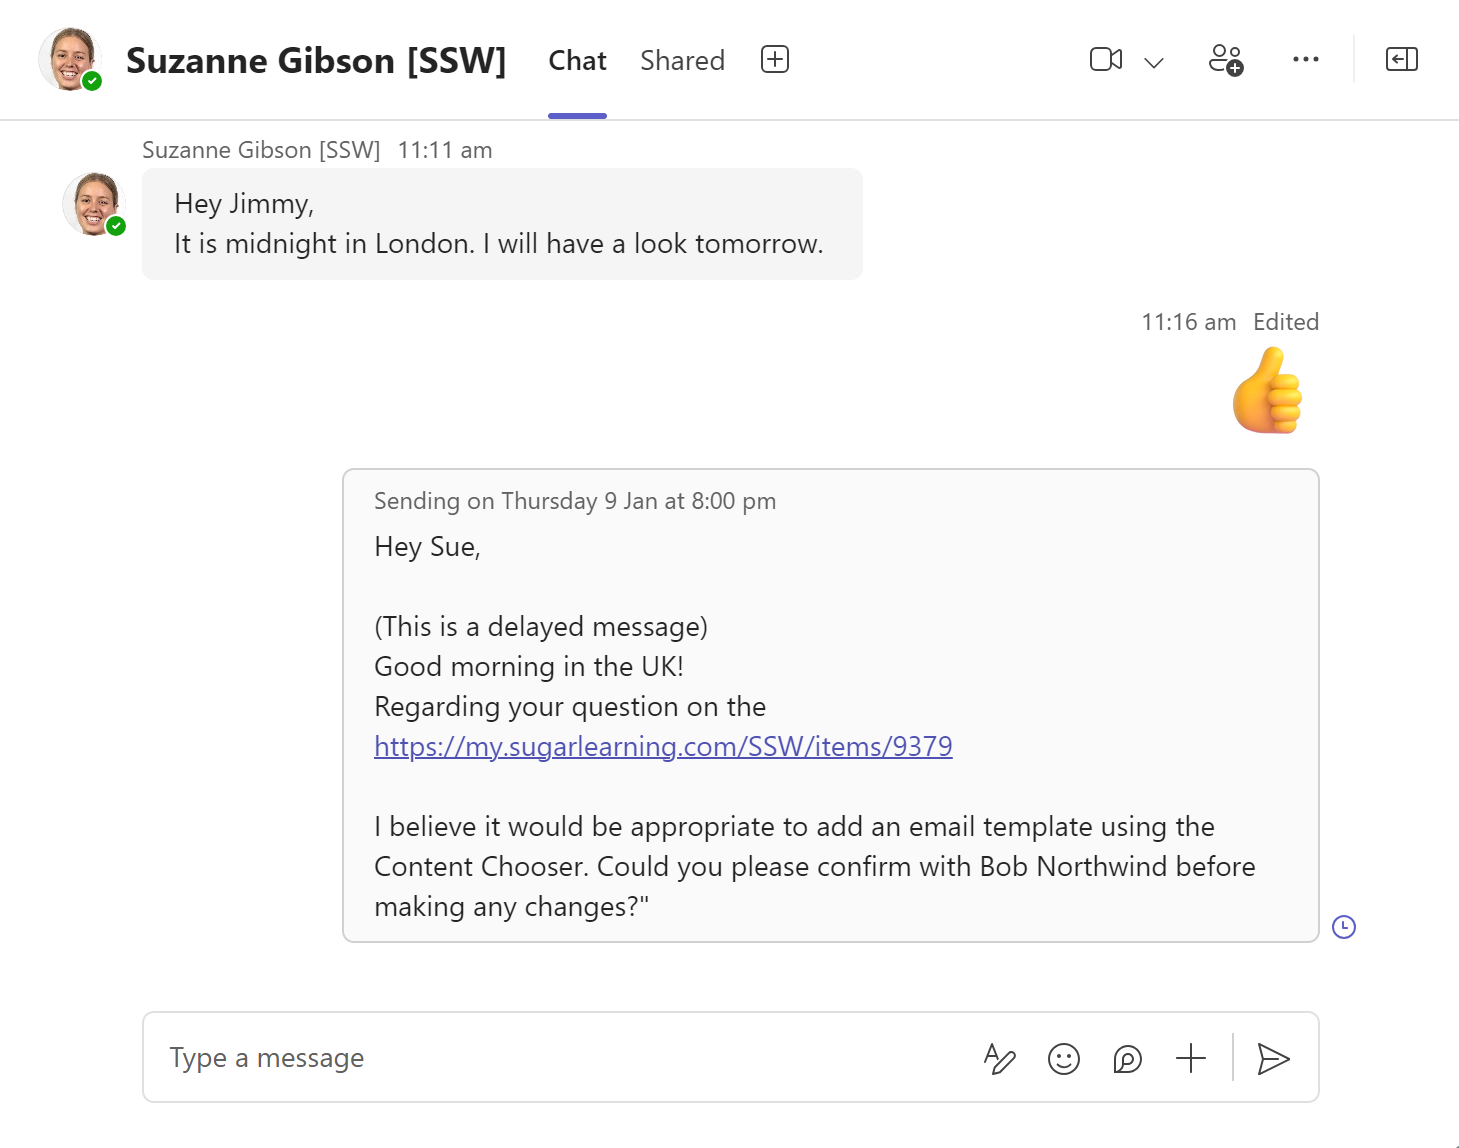 Suzanne Gibson [SSW] Chat Shared
Suzanne Gibson [SSW] 11:11 am
Hey Jimmy,
It is midnight in London. I will have a look tomorrow.
11:16 am Edited
Sending on Thursday 9 Jan at 8:00 pm
Hey Sue,
(This is a delayed message)
Good morning in the UK!
Regarding your question on the
https://my.sugarlearning.com/SSW/items/9379
I believe it would be appropriate to add an email template using the
Content Chooser. Could you please confirm with Bob Northwind before
making any changes?"
Type a message